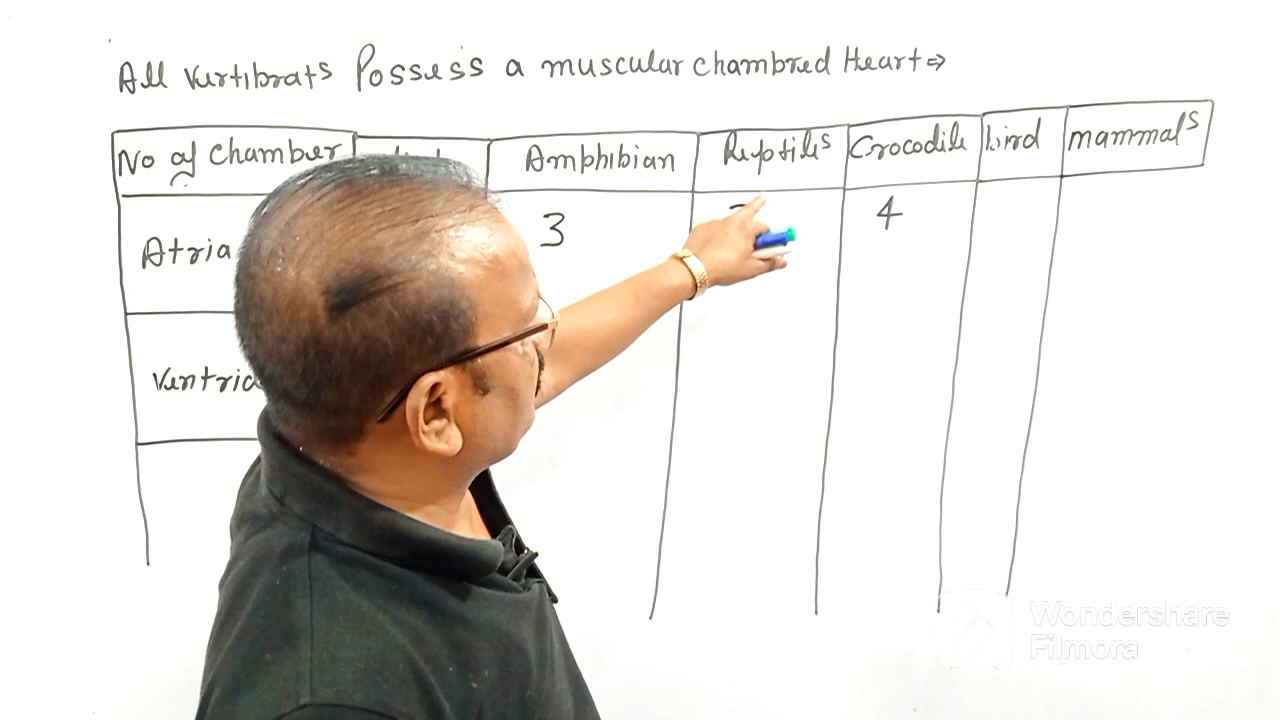 All Vertibrats Possess a muscular chambred Heart⇒
No of Chamber Amphibian Reptiles Crocodile bird mammals
Atria 3 4
Ventric
Wondershare
Filmora